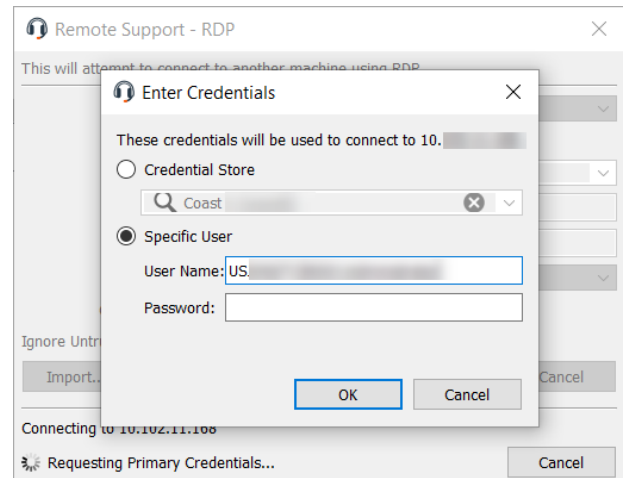 Remote Support - RDP
This will attempt to connect to another machine using RDP
Enter Credentials
These credentials will be used to connect to 10.
Credential Store
Coast
Specific User
User Name: US
Password:
Ignore Untr
Import..
OK
Cancel
Cancel
Connecting to 10.102.11.168
Requesting Primary Credentials...
Cancel